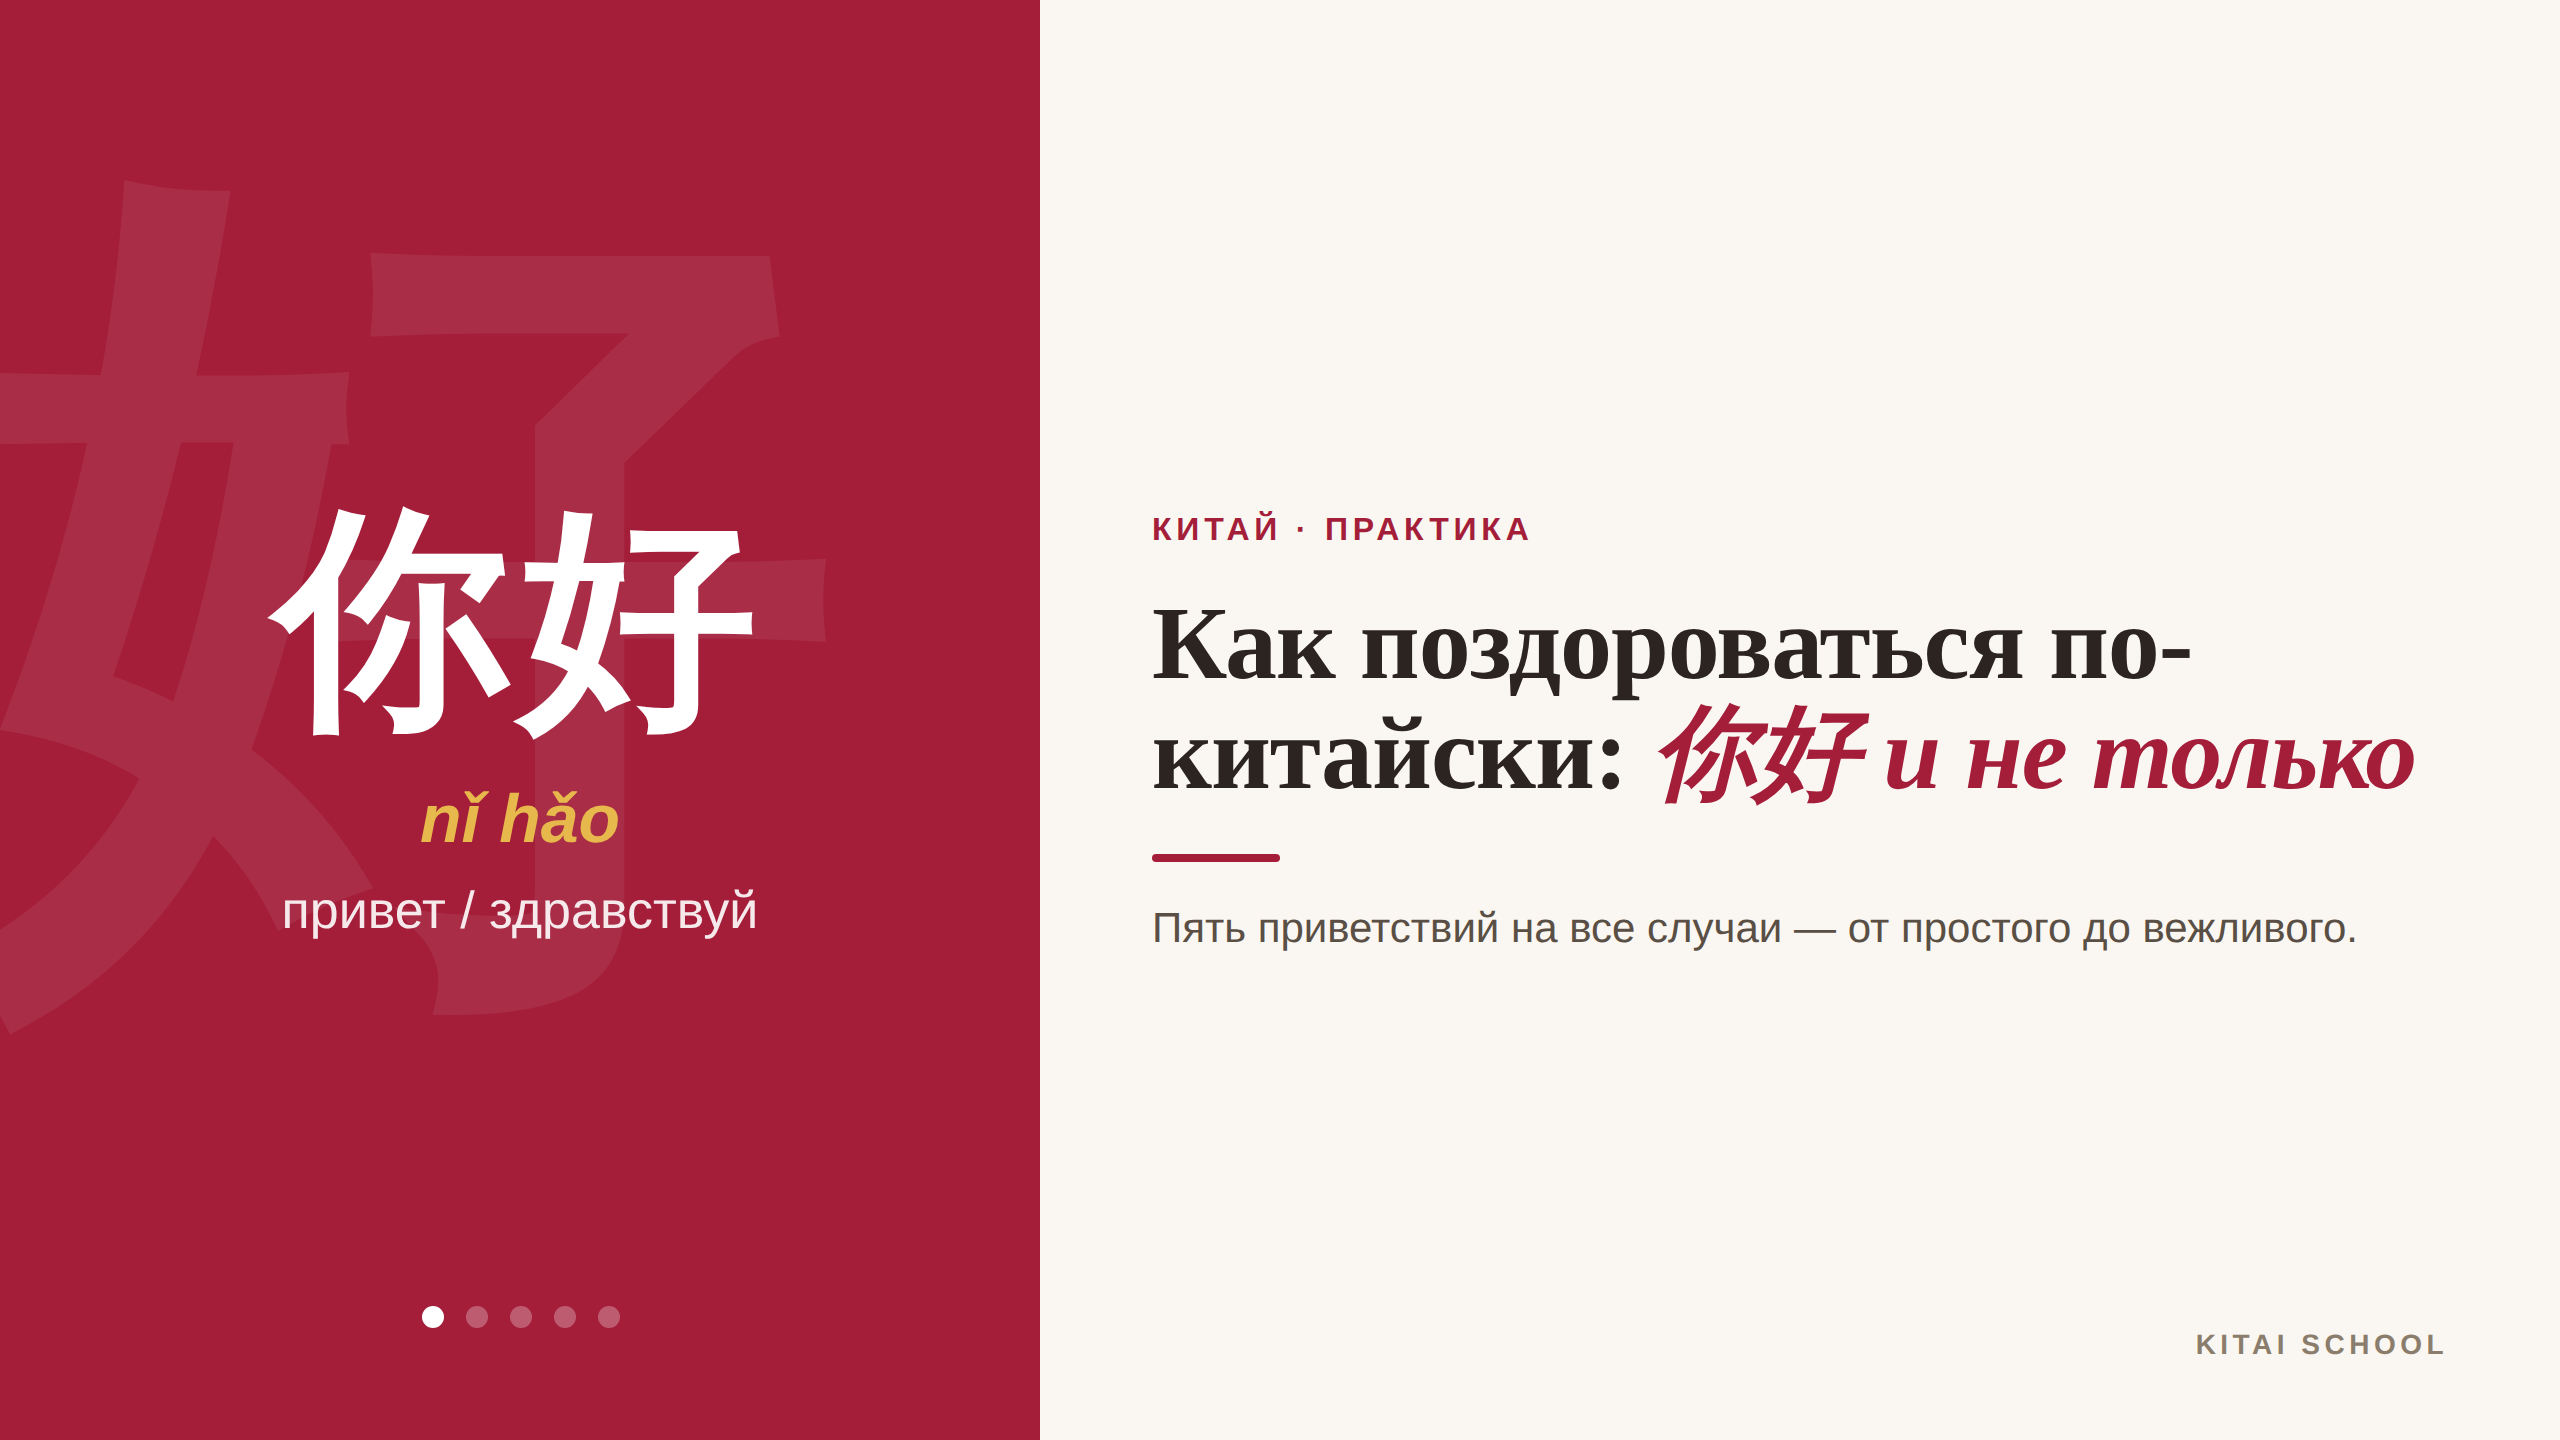 好
你好
nǐ hǎo
привет / здравствуй
КИТАЙ · ПРАКТИКА
Как поздороваться по-
китайски: 你好 и не только
Пять приветствий на все случаи — от простого до вежливого.
KITAI SCHOOL